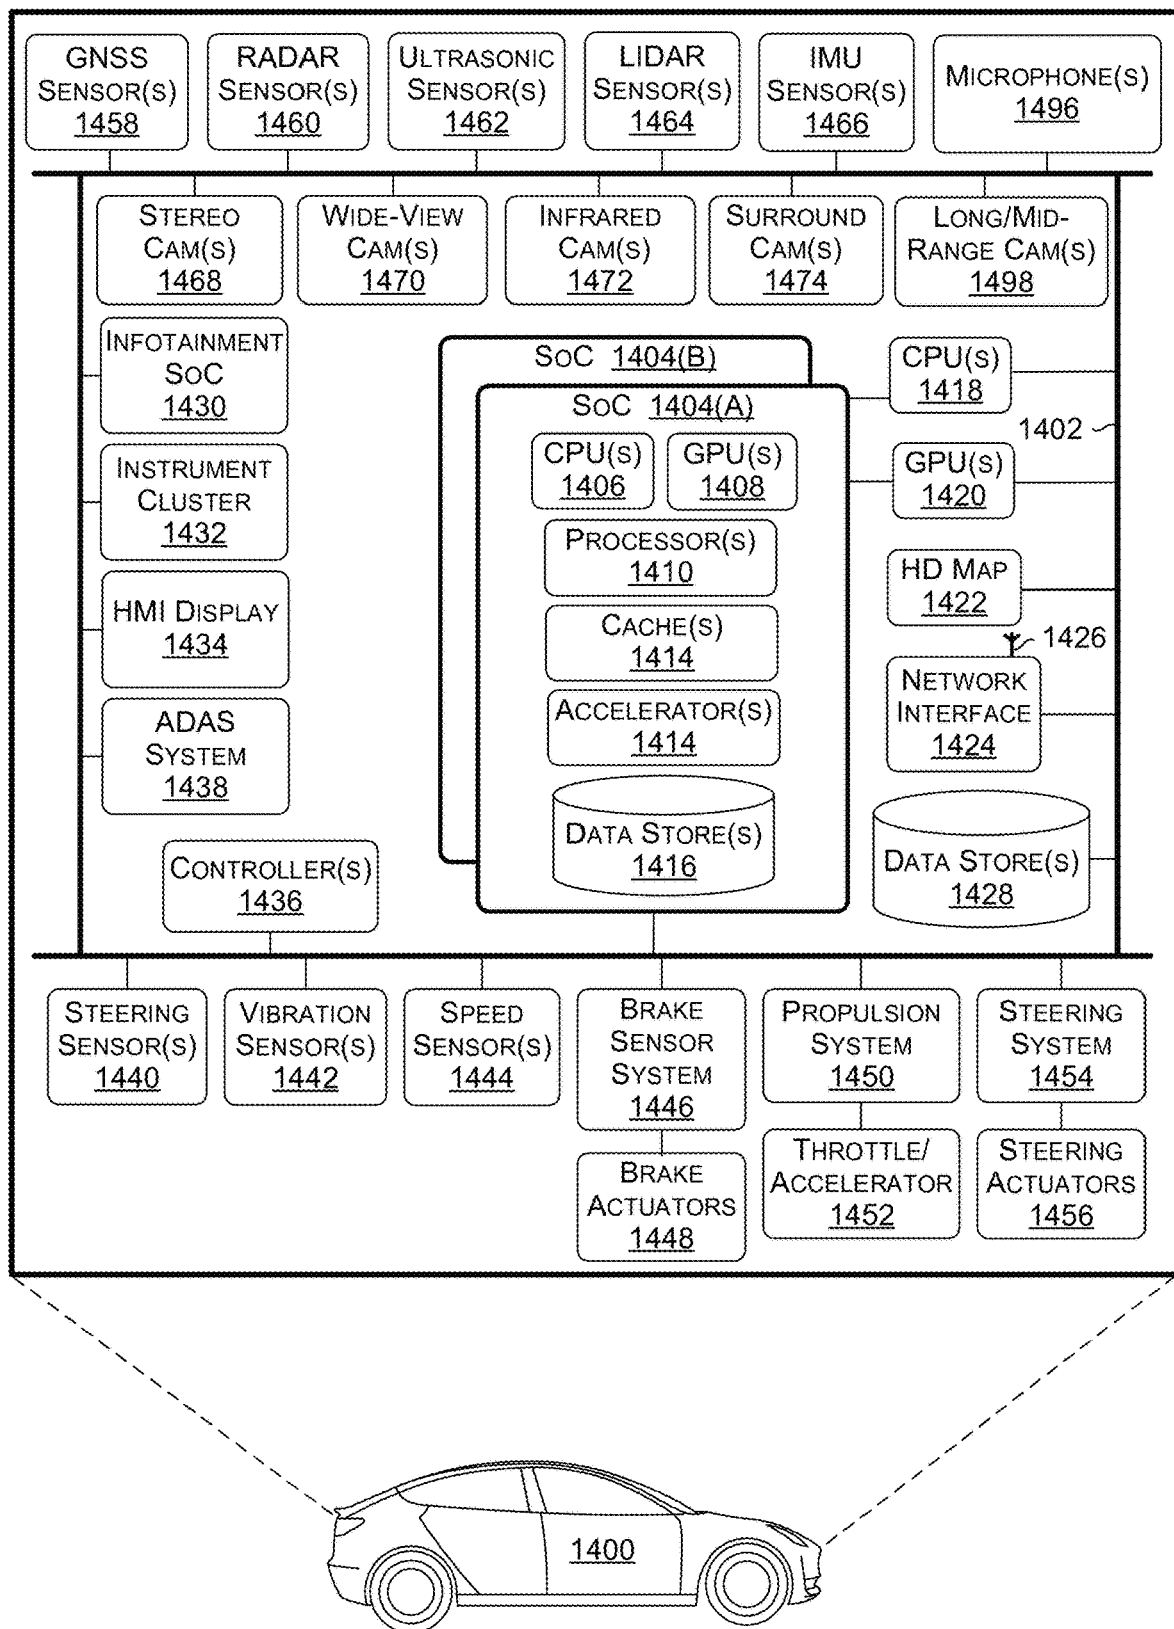 GNSS
SENSOR(S)
1458
RADAR
SENSOR(S)
1460
ULTRASONIC
SENSOR(S)
1462
LIDAR
SENSOR(S)
1464
IMU
SENSOR(S)
1466
MICROPHONE(S)
1496
STEREO
CAM(S)
1468
WIDE-VIEW
CAM(S)
1470
INFRARED
CAM(S)
1472
SURROUND
CAM(S)
1474
LONG/MID-
RANGE CAM(S)
1498
INFOTAINMENT
SOC
1430
INSTRUMENT
CLUSTER
1432
HMI DISPLAY
1434
ADAS
SYSTEM
1438
CONTROLLER(S)
1436
SOC 1404(B)
SOC 1404(A)
CPU(S)
1406
GPU(S)
1408
PROCESSOR(S)
1410
CACHE(S)
1414
ACCELERATOR(S)
1414
DATA STORE(S)
1416
CPU(S)
1418
1402
GPU(S)
1420
HD MAP
1422
1426
NETWORK
INTERFACE
1424
DATA STORE(S)
1428
STEERING
SENSOR(S)
1440
VIBRATION
SENSOR(S)
1442
SPEED
SENSOR(S)
1444
BRAKE
SENSOR
SYSTEM
1446
BRAKE
ACTUATORS
1448
PROPULSION
SYSTEM
1450
THROTTLE/
ACCELERATOR
1452
STEERING
SYSTEM
1454
STEERING
ACTUATORS
1456
1400